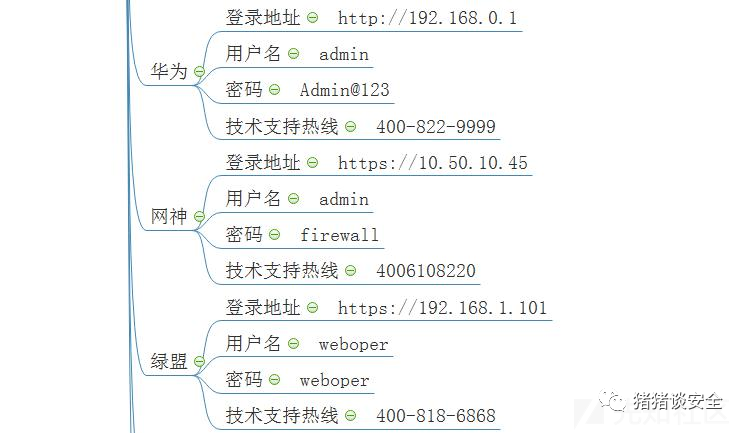 华为
登录地址 http://192.168.0.1
用户名 admin
密码 Admin@123
技术支持热线 400-822-9999
网神
登录地址 https://10.50.10.45
用户名 admin
密码 firewall
技术支持热线 4006108220
绿盟
登录地址 https://192.168.1.101
用户名 weboper
密码 weboper
技术支持热线 400-818-6868
猪猪谈安全